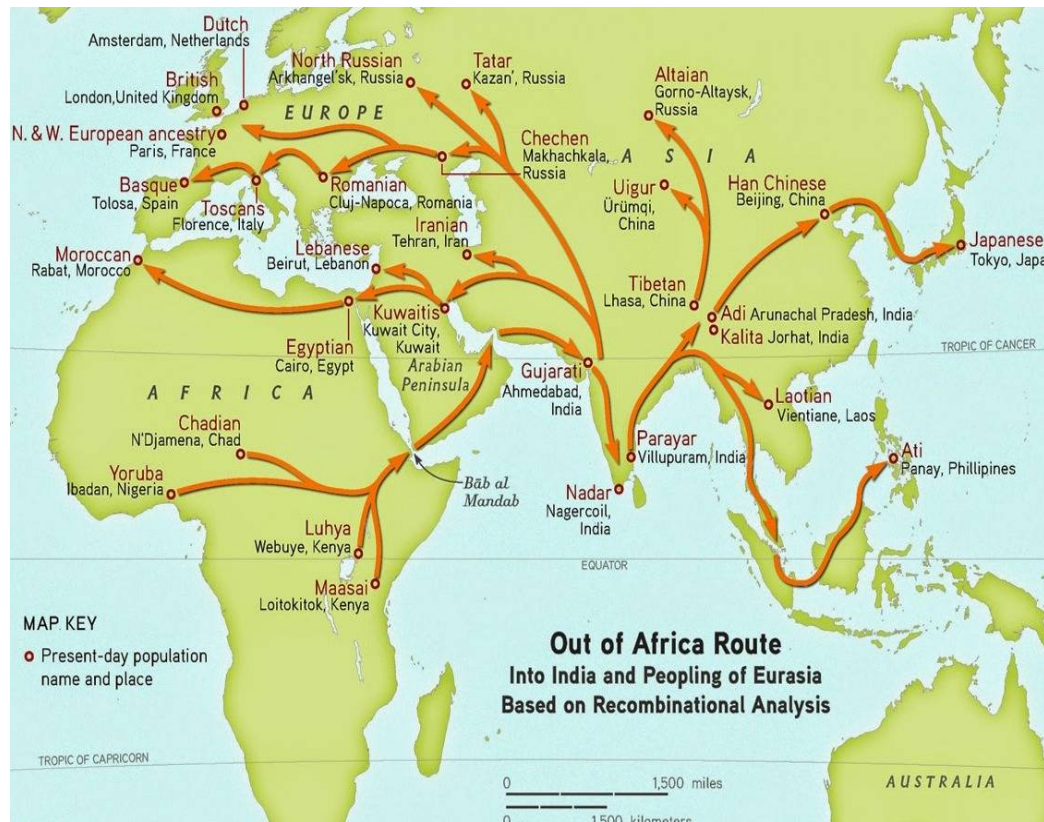 Dutch
Amsterdam, Netherlands
British
London,United Kingdom
N. & W. European ancestry
Paris, France
Basque
Tolosa, Spain
Toscans
Florence, Italy
Romanian
Cluj-Napoca, Romania
North Russian
Arkhangel'sk, Russia
Tatar
Kazan', Russia
EUROPE
Chechen
Makhachkala,
Russia
Altaian
Gorno-Altaysk,
Russia
ASIA
Uigur
Ürümqi,
China
Han Chinese
Beijing, China
Japanese
Tokyo, Japa
Moroccan
Rabat, Morocco
Lebanese
Beirut, Lebanon
Iranian
Tehran, Iran
Kuwaitis
Kuwait City,
Kuwait
Arabian
Peninsula
Egyptian
Cairo, Egypt
Tibetan
Lhasa, China
Adi Arunachal Pradesh, India
Kalita Jorhat, India
TROPIC OF CANCER
Gujarati
Ahmedabad,
India
Laotian
Vientiane, Laos
AFRICA
Chadian
N'Djamena, Chad
Yoruba
Ibadan, Nigeria
Bāb al
Mandab
Parayar
Villupuram, India
Nadar
Nagercoil,
India
Ati
Panay, Phillipines
Luhya
Webuye, Kenya
Maasai
Loitokitok, Kenya
EQUATOR
MAP KEY
Present-day population
name and place
Out of Africa Route
Into India and Peopling of Eurasia
Based on Recombinational Analysis
TROPIC OF CAPRICORN
AUSTRALIA
0 1,500 miles
0 1,500 kilometers